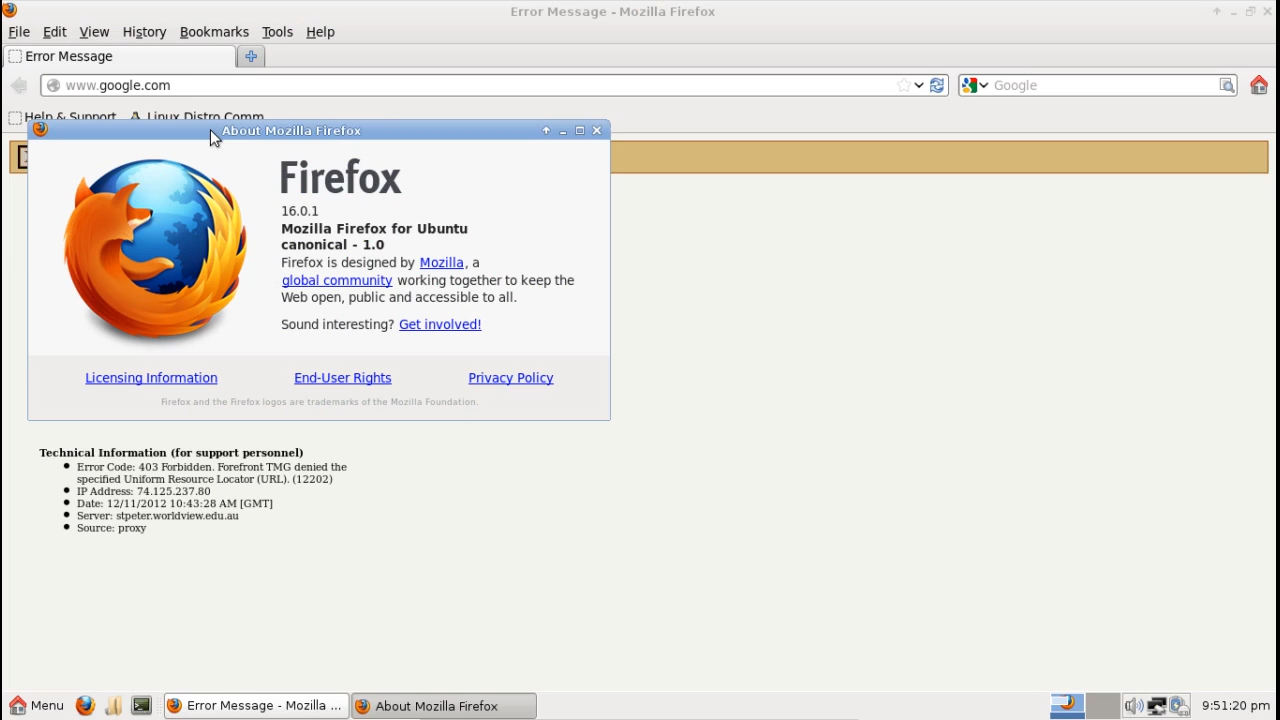 Error Message - Mozilla Firefox
File Edit View History Bookmarks Tools Help
Error Message
www.google.com
Google
Help & Support Linux Distro Comm
About Mozilla Firefox
Firefox
16.0.1
Mozilla Firefox for Ubuntu
canonical - 1.0
Firefox is designed by Mozilla, a
global community working together to keep the
Web open, public and accessible to all.
Sound interesting? Get involved!
Licensing Information End-User Rights Privacy Policy
Firefox and the Firefox logos are trademarks of the Mozilla Foundation.
Technical Information (for support personnel)
Error Code: 403 Forbidden. Forefront TMG denied the
specified Uniform Resource Locator (URL). (12202)
IP Address: 74.125.237.80
Date: 12/11/2012 10:43:28 AM [GMT]
Server: stpeter.worldview.edu.au
Source: proxy
Menu Error Message - Mozilla ... About Mozilla Firefox 9:51:20 pm